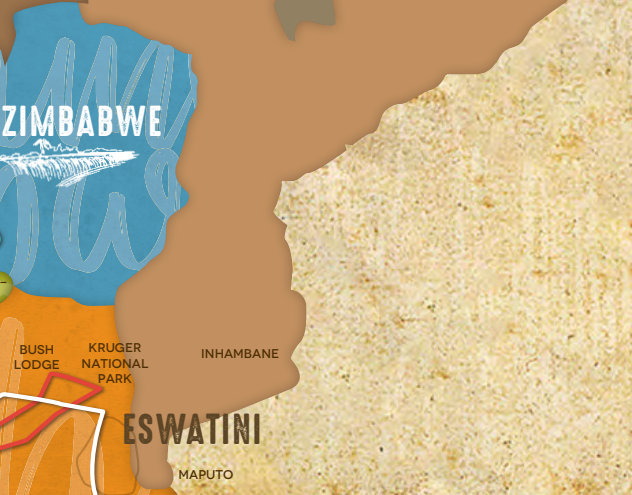 ZIMBABWE
BUSH
LODGE
KRUGER
NATIONAL
PARK
INHAMBANE
ESWATINI
MAPUTO